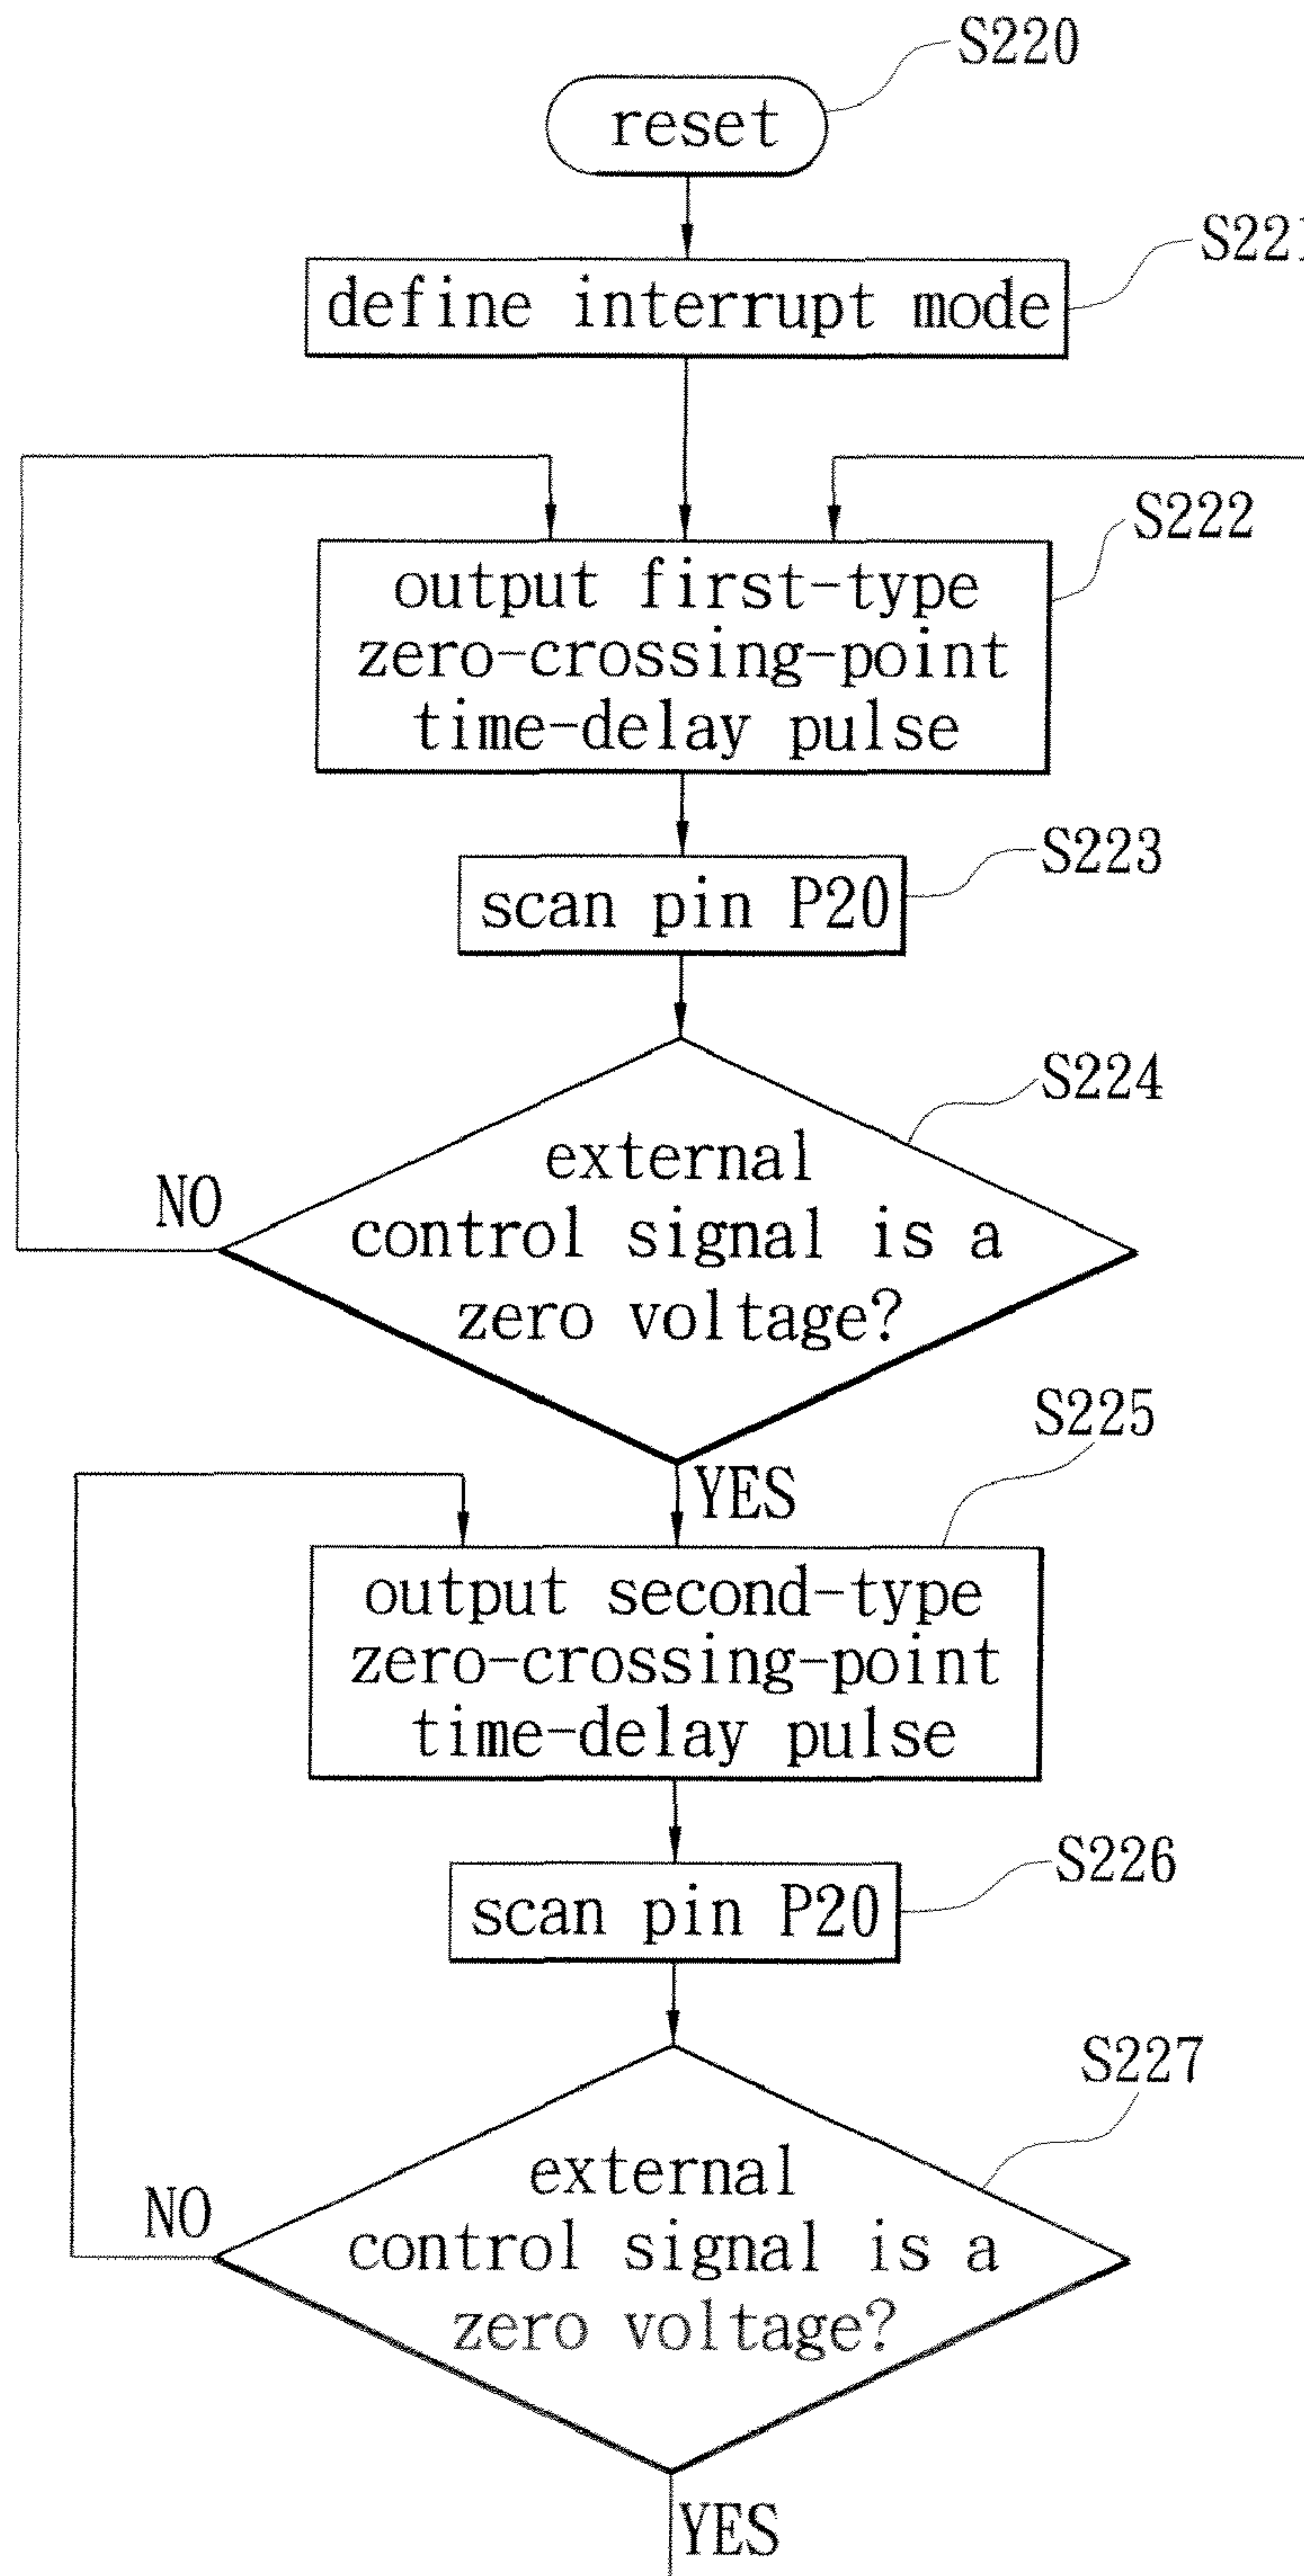 S220
reset
S221
define interrupt mode
S222
output first-type
zero-crossing-point
time-delay pulse
S223
scan pin P20
S224
external
control signal is a
zero voltage?
NO
YES
S225
output second-type
zero-crossing-point
time-delay pulse
S226
scan pin P20
S227
external
control signal is a
zero voltage?
NO
YES